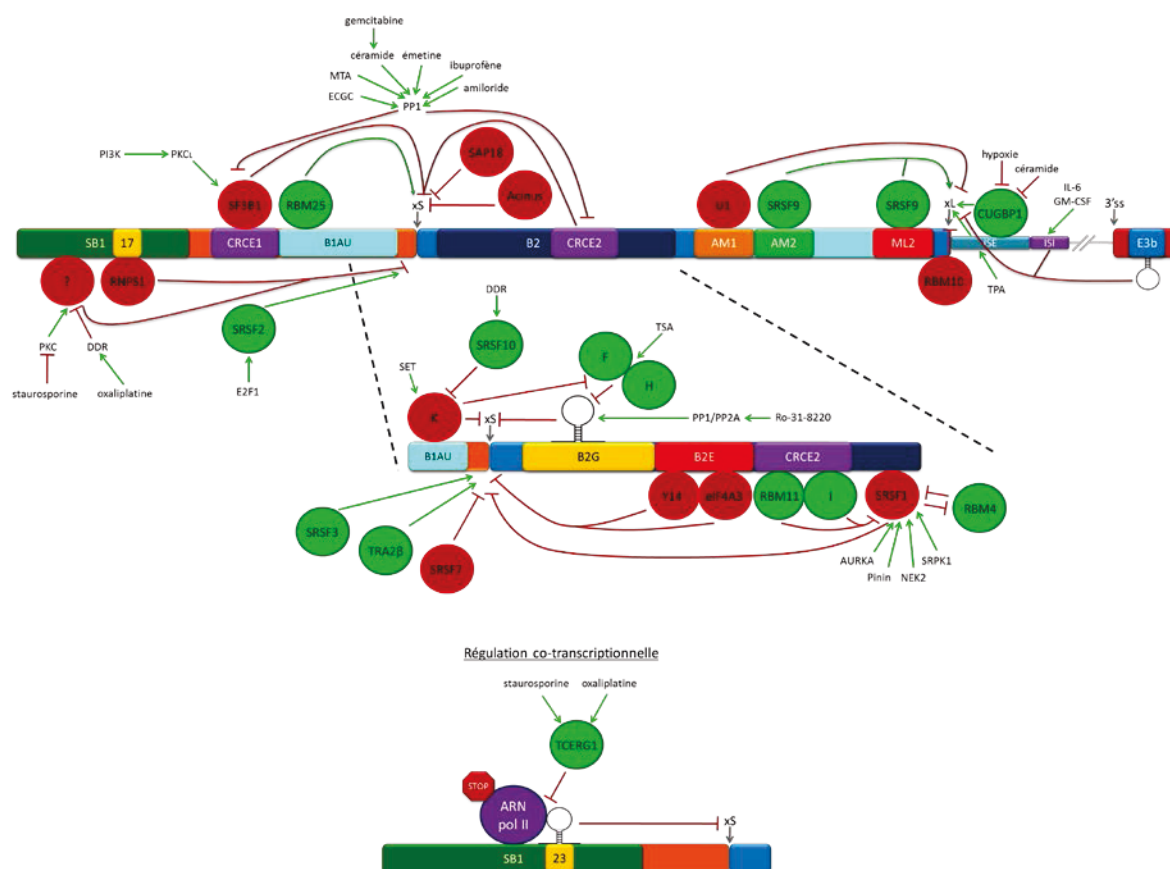 gemcitabine
céramide
émetine
ibuprofène
MTA
amiloride
ECGC
PP1
PI3K
PKCι
SF3B1
RBM25
SAP18
Acinus
xS
U1
SRSF9
SRSF9
hypoxie
céramide
CUGBP1
IL-6
GM-CSF
3'ss
xL
SB1
17
CRCE1
B1AU
B2
CRCE2
AM1
AM2
ML2
ISE
ISI
E3b
?
RNPS1
SRSF2
RBM10
TPA
PKC
DDR
staurosporine
oxaliplatine
E2F1
DDR
SRSF10
TSA
F
H
SET
K
xS
PP1/PP2A
Ro-31-8220
B1AU
B2G
B2E
CRCE2
Y14
eIF4A3
RBM11
I
SRSF1
RBM4
SRSF3
TRA2β
SRSF7
AURKA
Pinin
NEK2
SRPK1
Régulation co-transcriptionnelle
staurosporine
oxaliplatine
TCERG1
STOP
ARN
pol II
xS
SB1
23